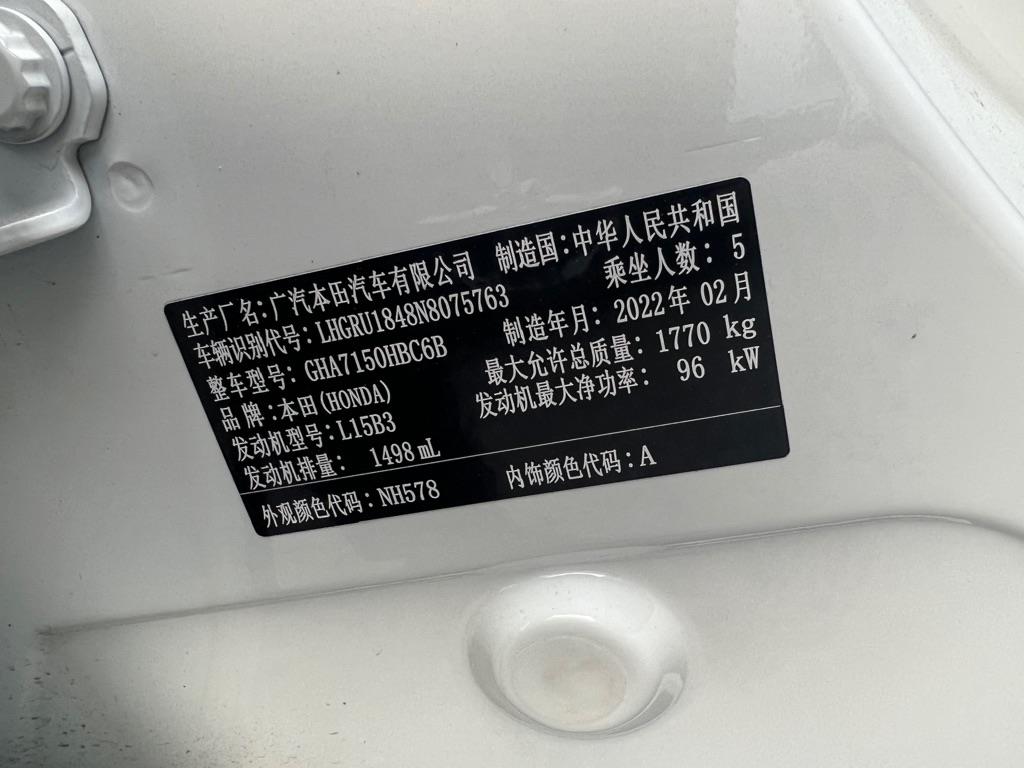 生产厂名:广汽本田汽车有限公司 制造国:中华人民共和国
车辆识别代号:LHGRU1848N8075763 乘坐人数:5
整车型号:GHA7150HBC6B 制造年月:2022年02月
品牌:本田(HONDA) 最大允许总质量:1770 kg
发动机型号:L15B3 发动机最大净功率:96 kW
发动机排量:1498 mL
外观颜色代码:NH578 内饰颜色代码:A